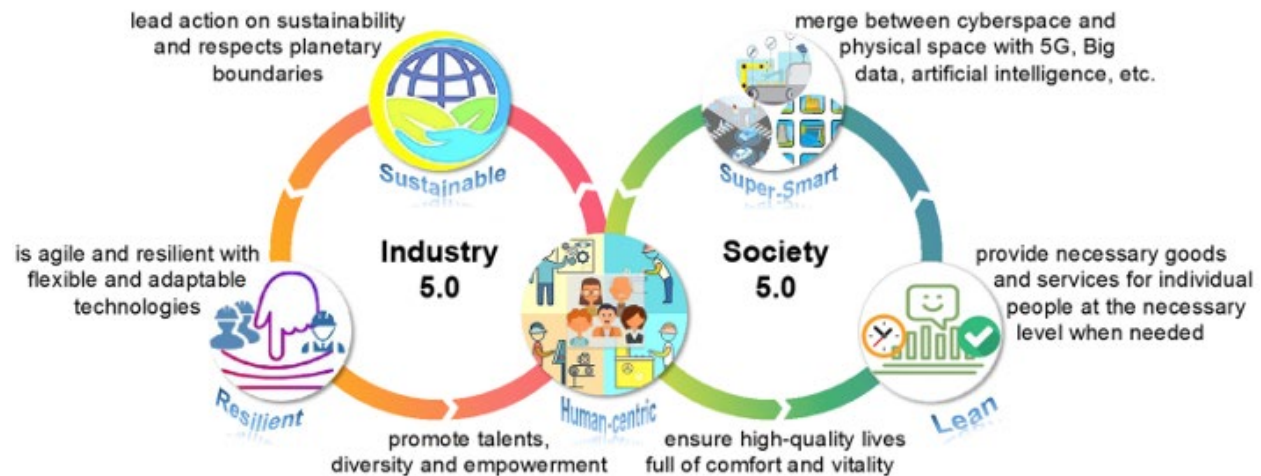 lead action on sustainability
and respects planetary
boundaries
merge between cyberspace and
physical space with 5G, Big
data, artificial intelligence, etc.
Sustainable
Super-Smart
is agile and resilient with
flexible and adaptable
technologies
Industry
5.0
Society
5.0
provide necessary goods
and services for individual
people at the necessary
level when needed
Resilient
Human-centric
Lean
promote talents,
diversity and empowerment
ensure high-quality lives
full of comfort and vitality